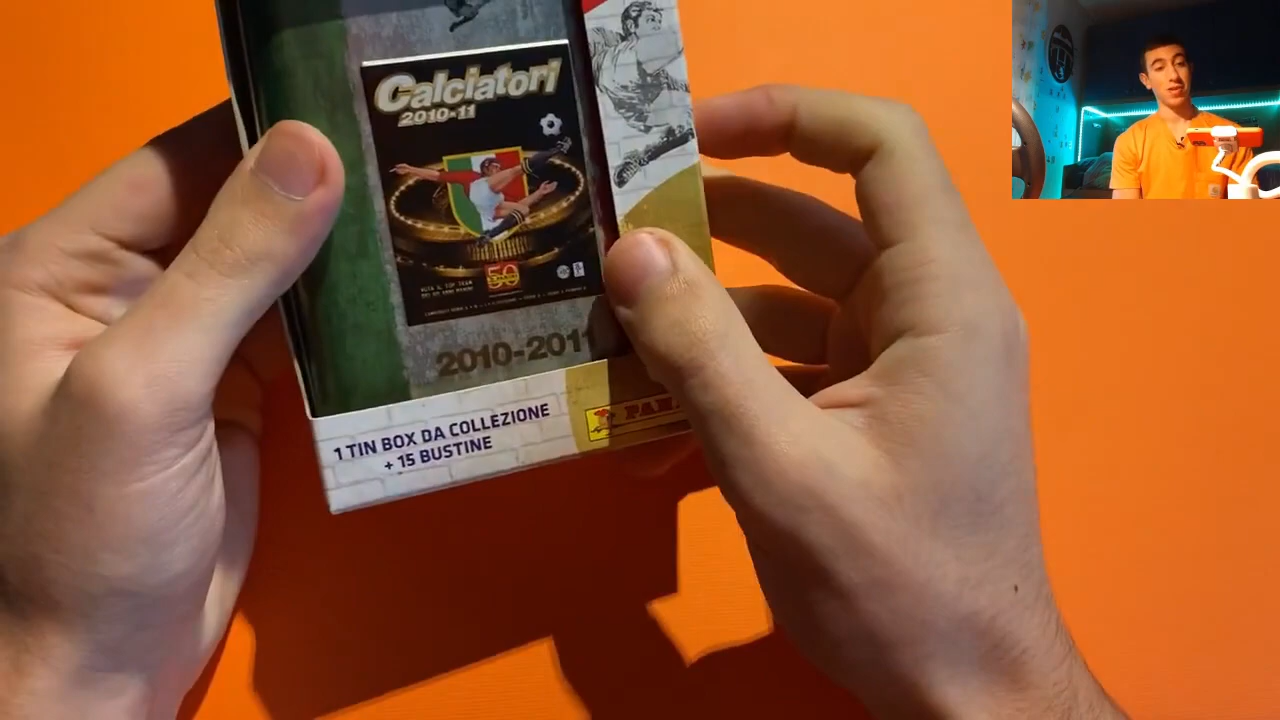 Calciatori
2010-11
50
2010-2011
1 TIN BOX DA COLLEZIONE
+ 15 BUSTINE